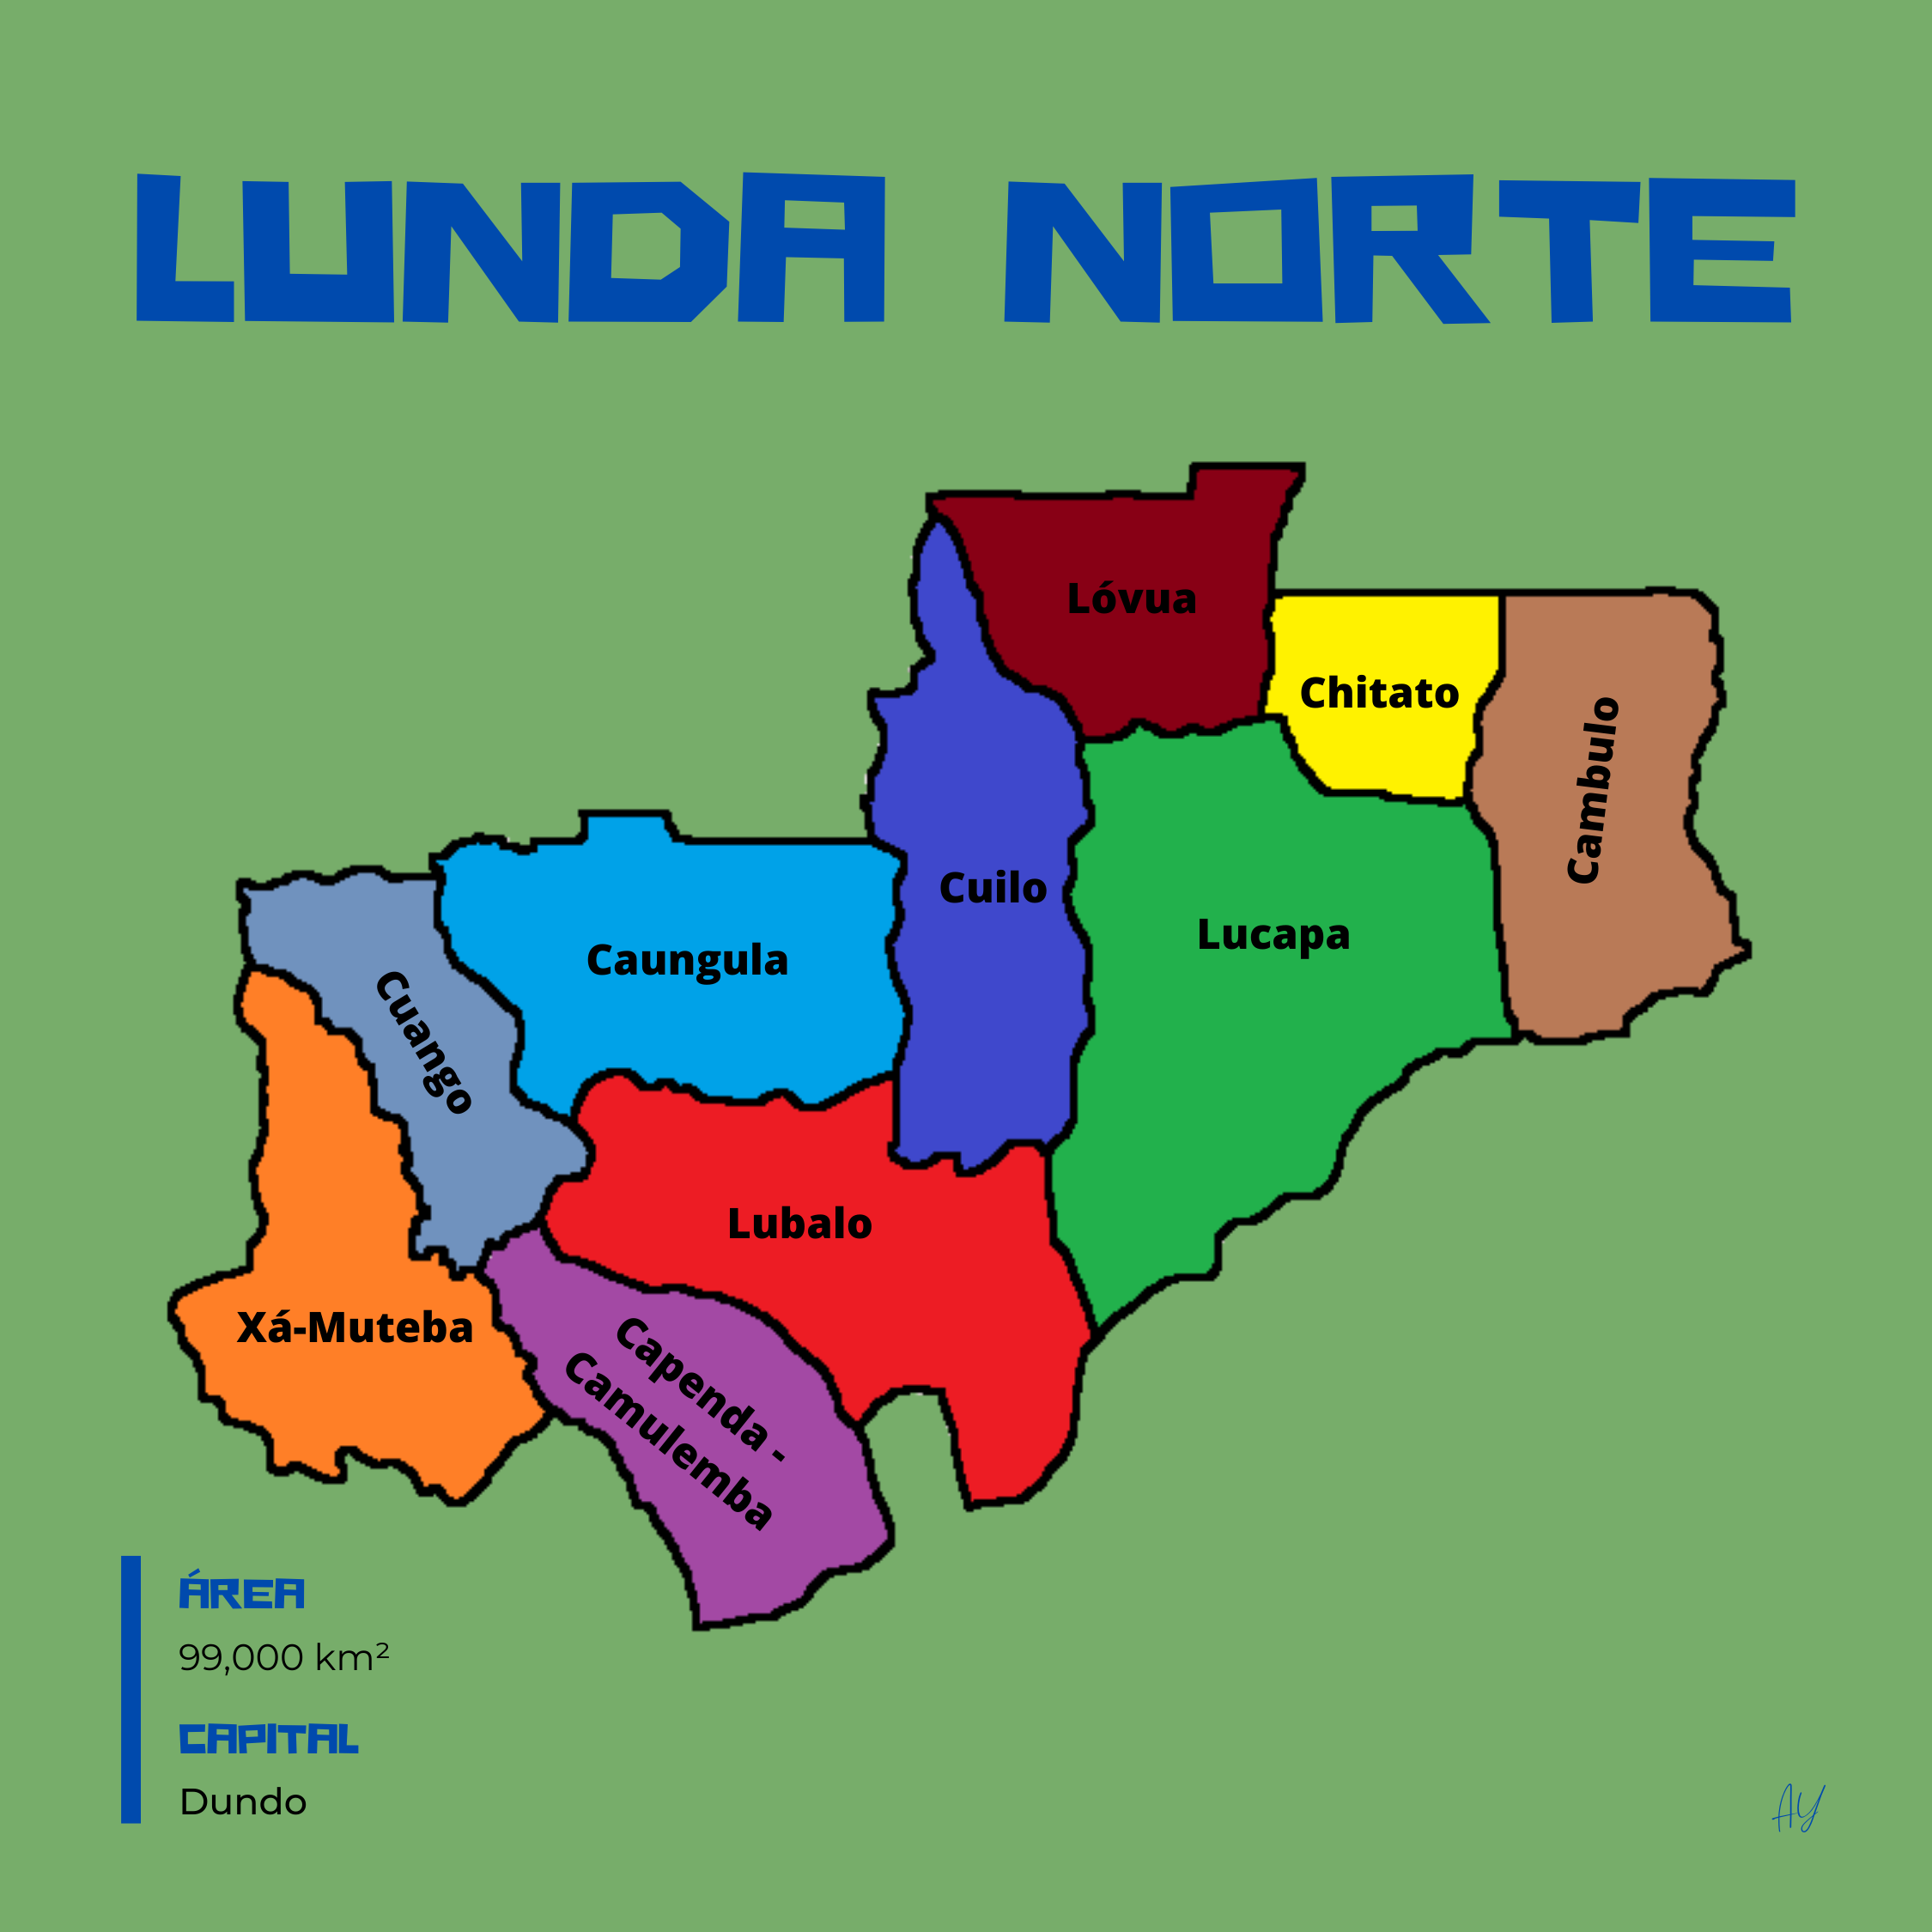 LUNDA NORTE
Lóvua
Chitato
Cambulo
Cuilo
Lucapa
Caungula
Cuango
Lubalo
Xá-Muteba
Capenda -
Camulemba
ÁREA
99,000 km²
CAPITAL
Dundo
AY